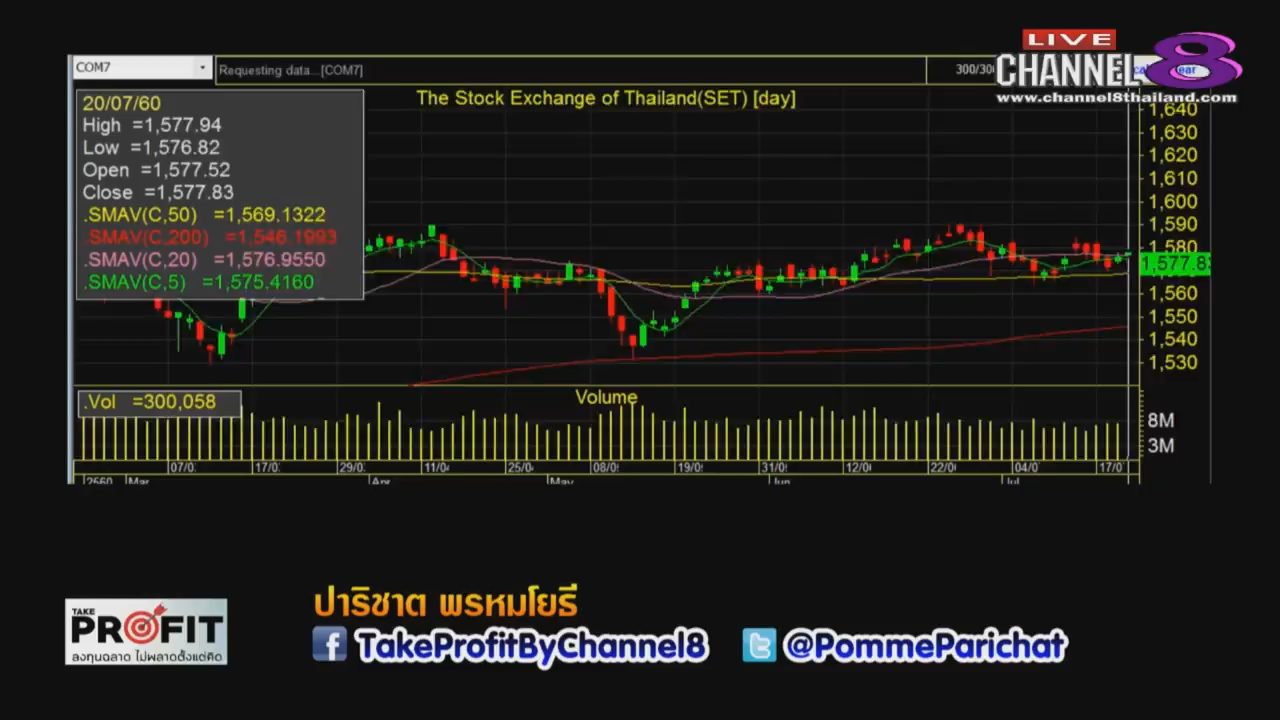 LIVE
CHANNEL 8
www.channel8thailand.com
COM7
Requesting data...[COM7]
The Stock Exchange of Thailand(SET) [day]
20/07/60
High =1,577.94
Low =1,576.82
Open =1,577.52
Close =1,577.83
.SMAV(C,50) =1,569.1322
.SMAV(C,200) =1,546.1993
.SMAV(C,20) =1,576.9550
.SMAV(C,5) =1,575.4160
1,640
1,630
1,620
1,610
1,600
1,590
1,580
1,577.8
1,560
1,550
1,540
1,530
.Vol =300,058
Volume
8M
3M
07/0 17/0 29/0 11/0 25/0 08/0 19/0 31/0 12/0 22/0 04/0 17/0
2560 Mar Apr May Jun Jul
TAKE
PROFIT
ลงทุนฉลาด ไม่พลาดตั้งแต่คิด
ปาริชาต พรหมโยธี
TakeProfitByChannel8
@PommeParichat